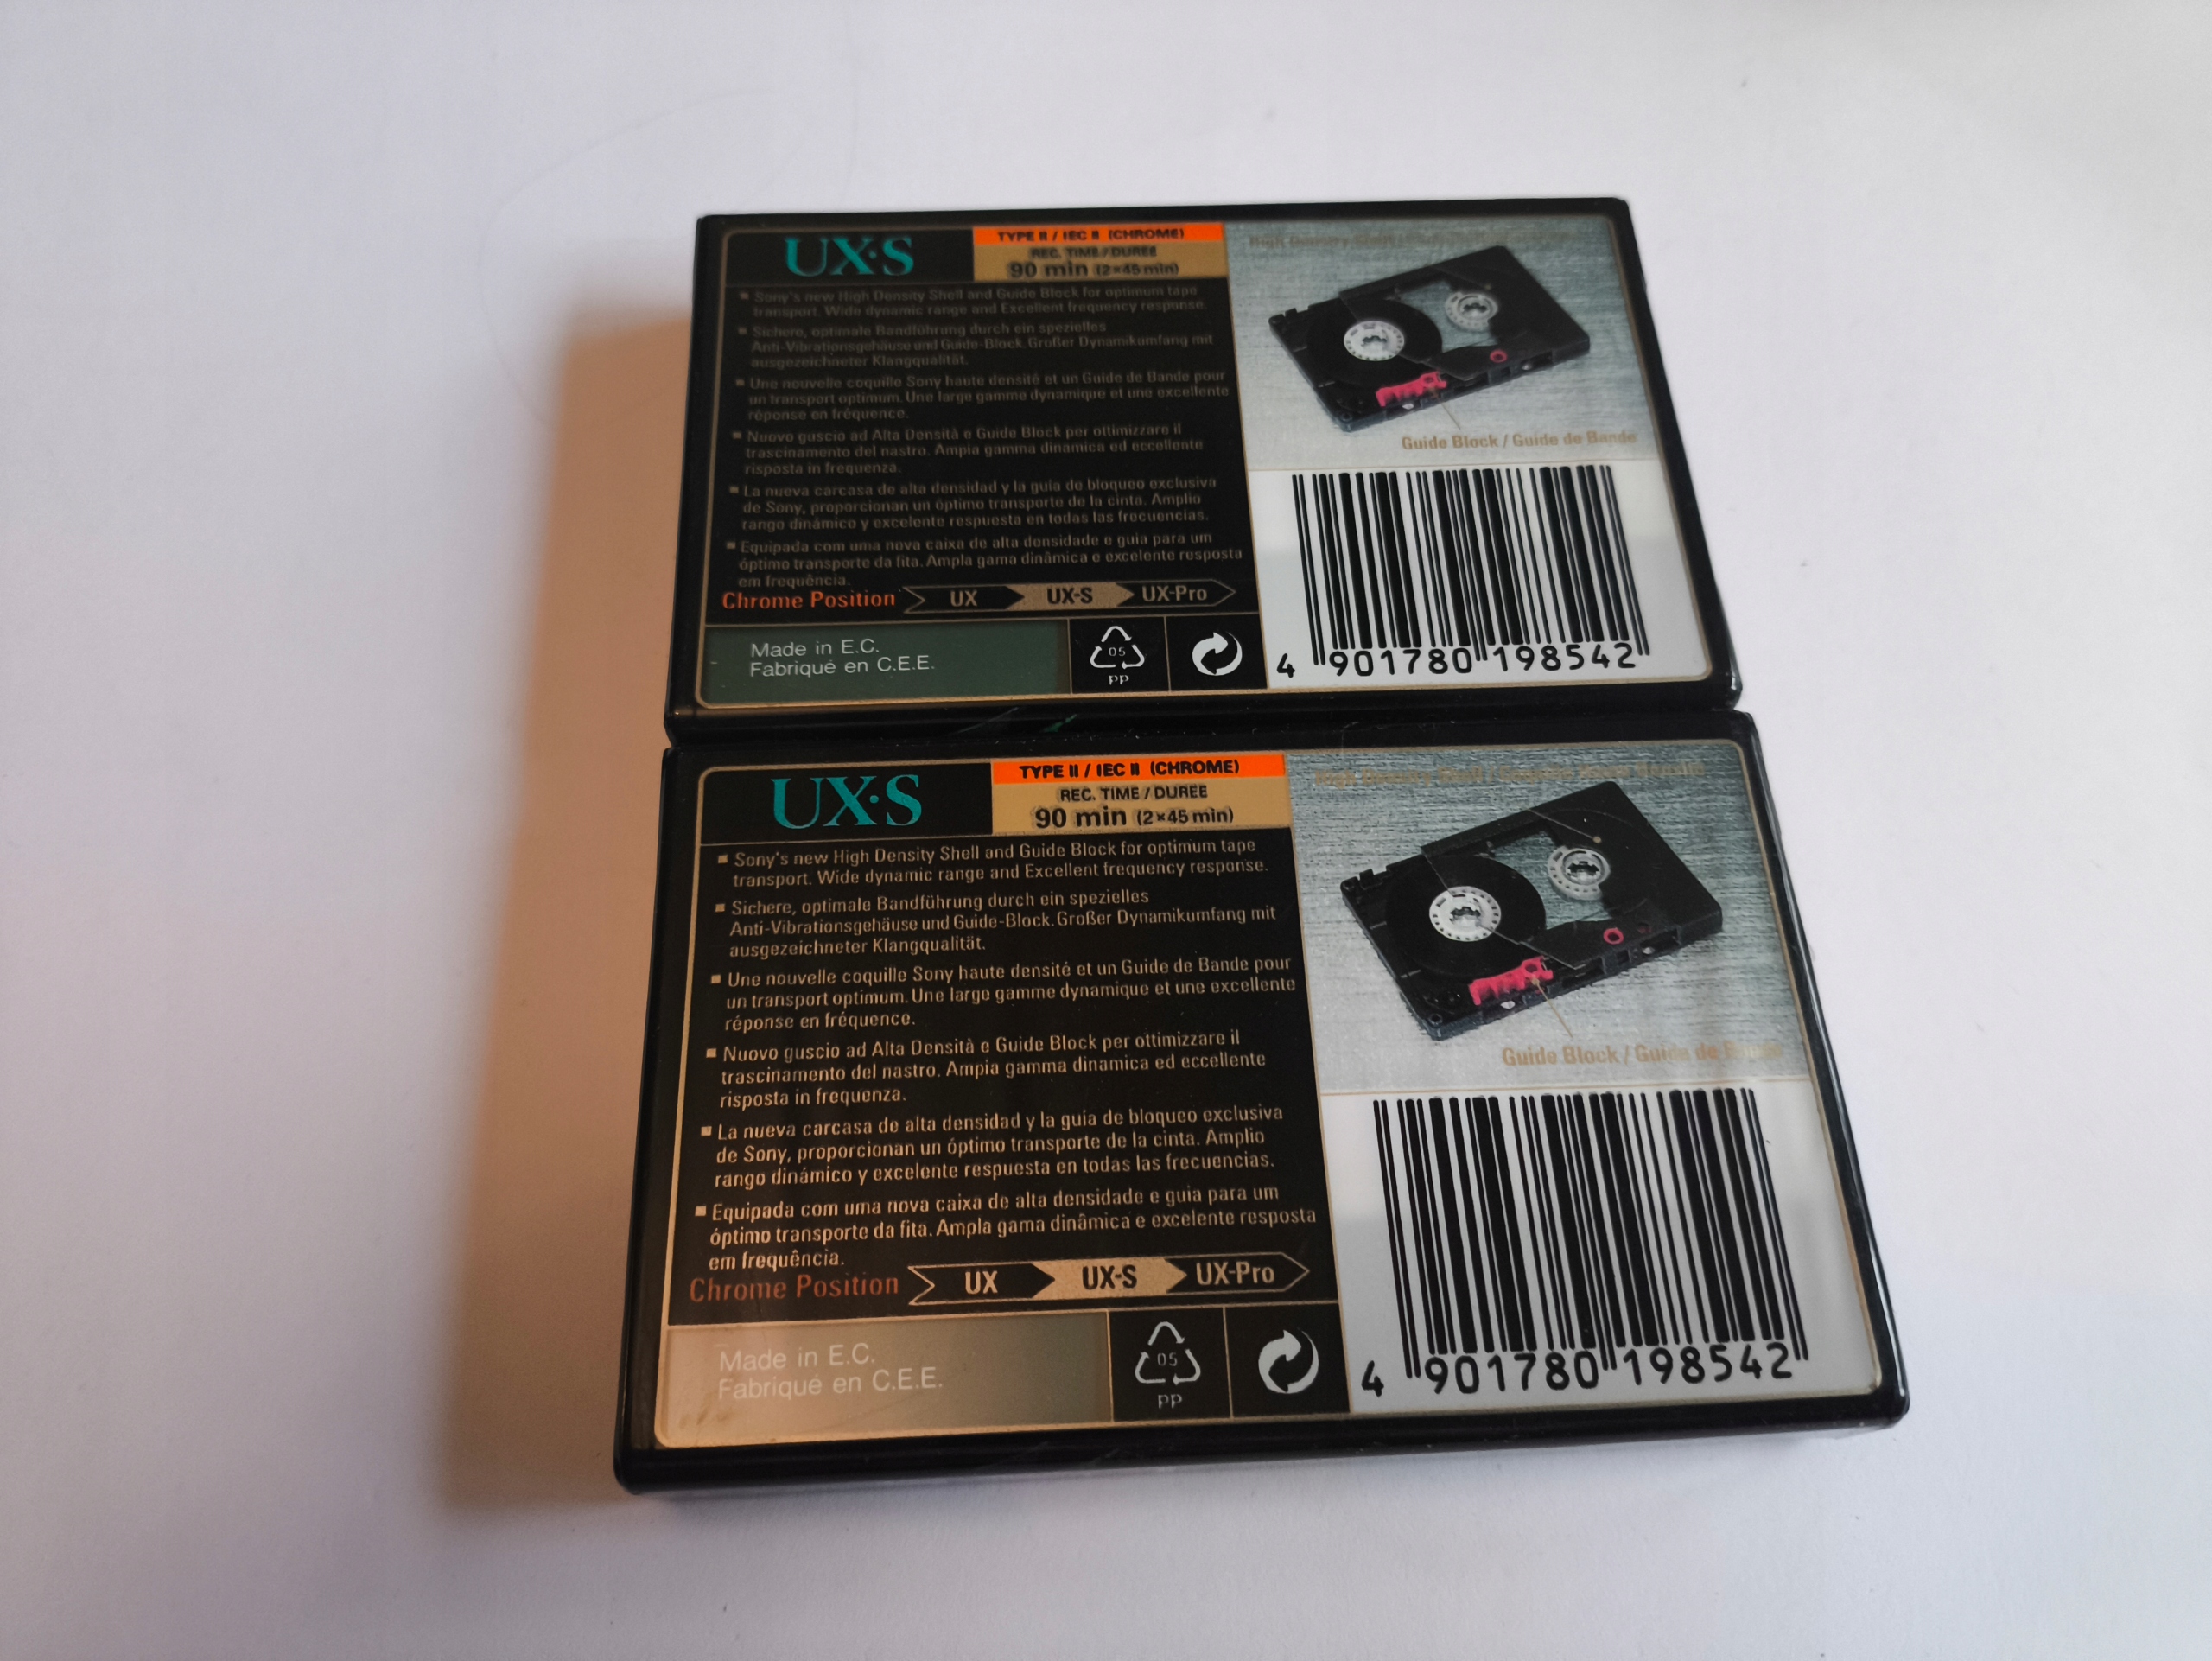 UX·S
TYPE II / IEC II (CHROME)
REC. TIME / DURÉE
90 min (2×45 min)
Sony's new High Density Shell and Guide Block for optimum tape
transport. Wide dynamic range and Excellent frequency response.
Sichere, optimale Bandführung durch ein spezielles
Anti-Vibrationsgehäuse und Guide-Block. Großer Dynamikumfang mit
ausgezeichneter Klangqualität.
Une nouvelle coquille Sony haute densité et un Guide de Bande pour
un transport optimum. Une large gamme dynamique et une excellente
réponse en fréquence.
Nuovo guscio ad Alta Densità e Guide Block per ottimizzare il
trascinamento del nastro. Ampia gamma dinamica ed eccellente
risposta in frequenza.
La nueva carcasa de alta densidad y la guía de bloqueo exclusiva
de Sony, proporcionan un óptimo transporte de la cinta. Amplio
rango dinámico y excelente respuesta en todas las frecuencias.
Equipada com uma nova caixa de alta densidade e guia para um
óptimo transporte da fita. Ampla gama dinâmica e excelente resposta
em frequência.
Chrome Position UX UX-S UX-Pro
Made in E.C.
Fabriqué en C.E.E.
05
PP
High Density Shell
Guide Block / Guide de Bande
4 901780 198542
UX·S
TYPE II / IEC II (CHROME)
REC. TIME / DURÉE
90 min (2×45 min)
Sony's new High Density Shell and Guide Block for optimum tape
transport. Wide dynamic range and Excellent frequency response.
Sichere, optimale Bandführung durch ein spezielles
Anti-Vibrationsgehäuse und Guide-Block. Großer Dynamikumfang mit
ausgezeichneter Klangqualität.
Une nouvelle coquille Sony haute densité et un Guide de Bande pour
un transport optimum. Une large gamme dynamique et une excellente
réponse en fréquence.
Nuovo guscio ad Alta Densità e Guide Block per ottimizzare il
trascinamento del nastro. Ampia gamma dinamica ed eccellente
risposta in frequenza.
La nueva carcasa de alta densidad y la guía de bloqueo exclusiva
de Sony, proporcionan un óptimo transporte de la cinta. Amplio
rango dinámico y excelente respuesta en todas las frecuencias.
Equipada com uma nova caixa de alta densidade e guia para um
óptimo transporte da fita. Ampla gama dinâmica e excelente resposta
em frequência.
Chrome Position UX UX-S UX-Pro
Made in E.C.
Fabriqué en C.E.E.
05
PP
High Density Shell
Guide Block / Guide de Bande
4 901780 198542